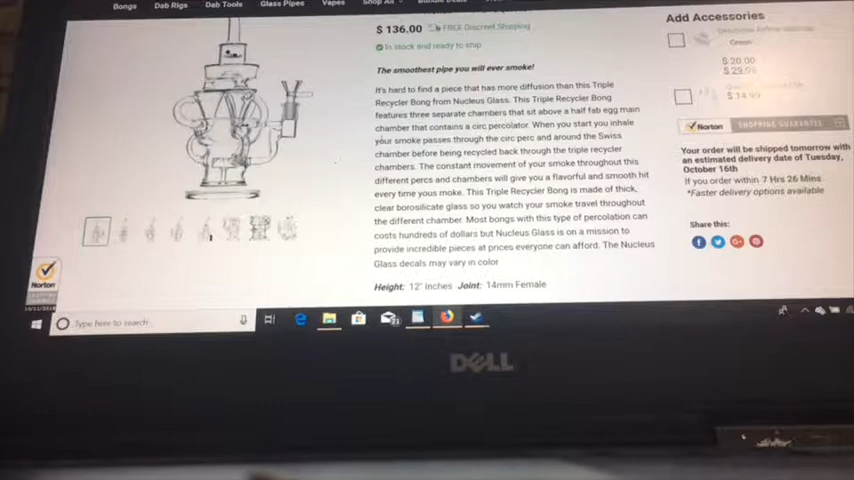 Bongs Dab Rigs Dab Tools Glass Pipes Vapes Shop All
$ 136.00 FREE Discreet Shipping
In stock and ready to ship
The smoothest pipe you will ever smoke!
It's hard to find a piece that has more diffusion than this Triple
Recycler Bong from Nucleus Glass. This Triple Recycler Bong
features three separate chambers that sit above a half fab egg main
chamber that contains a circ percolator. When you start you inhale
your smoke passes through the circ perc and around the Swiss
chamber before being recycled back through the triple recycler
chambers. The constant movement of your smoke throughout this
different percs and chambers will give you a flavorful and smooth hit
every time yous moke. This Triple Recycler Bong is made of thick,
clear borosilicate glass so you watch your smoke travel throughout
the different chamber. Most bongs with this type of percolation can
costs hundreds of dollars but Nucleus Glass is on a mission to
provide incredible pieces at prices everyone can afford. The Nucleus
Glass decals may vary in color
Height: 12" Inches Joint: 14mm Female
Add Accessories
Green
$ 20.00
$ 29.99
$ 14.99
Norton SHOPPING GUARANTEE
Your order will be shipped tomorrow with
an estimated delivery date of Tuesday,
October 16th
If you order within 7 Hrs 26 Mins
*Faster delivery options available
Share this:
Norton
SHOPPING
Type here to search
DELL